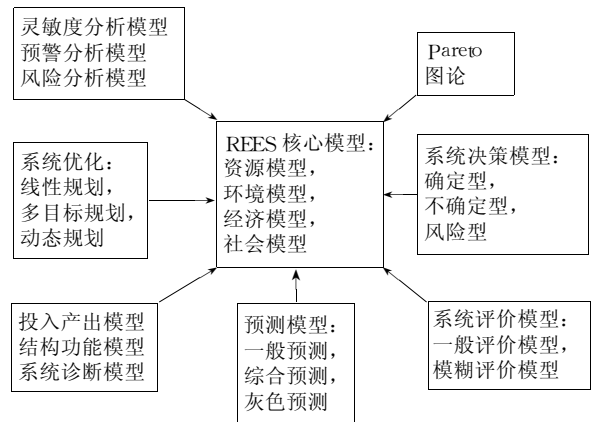 灵敏度分析模型
预警分析模型
风险分析模型
Pareto
图论
REES 核心模型：
资源模型，
环境模型，
经济模型，
社会模型
系统优化：
线性规划，
多目标规划，
动态规划
系统决策模型：
确定型，
不确定型，
风险型
投入产出模型
结构功能模型
系统诊断模型
预测模型：
一般预测，
综合预测，
灰色预测
系统评价模型：
一般评价模型，
模糊评价模型